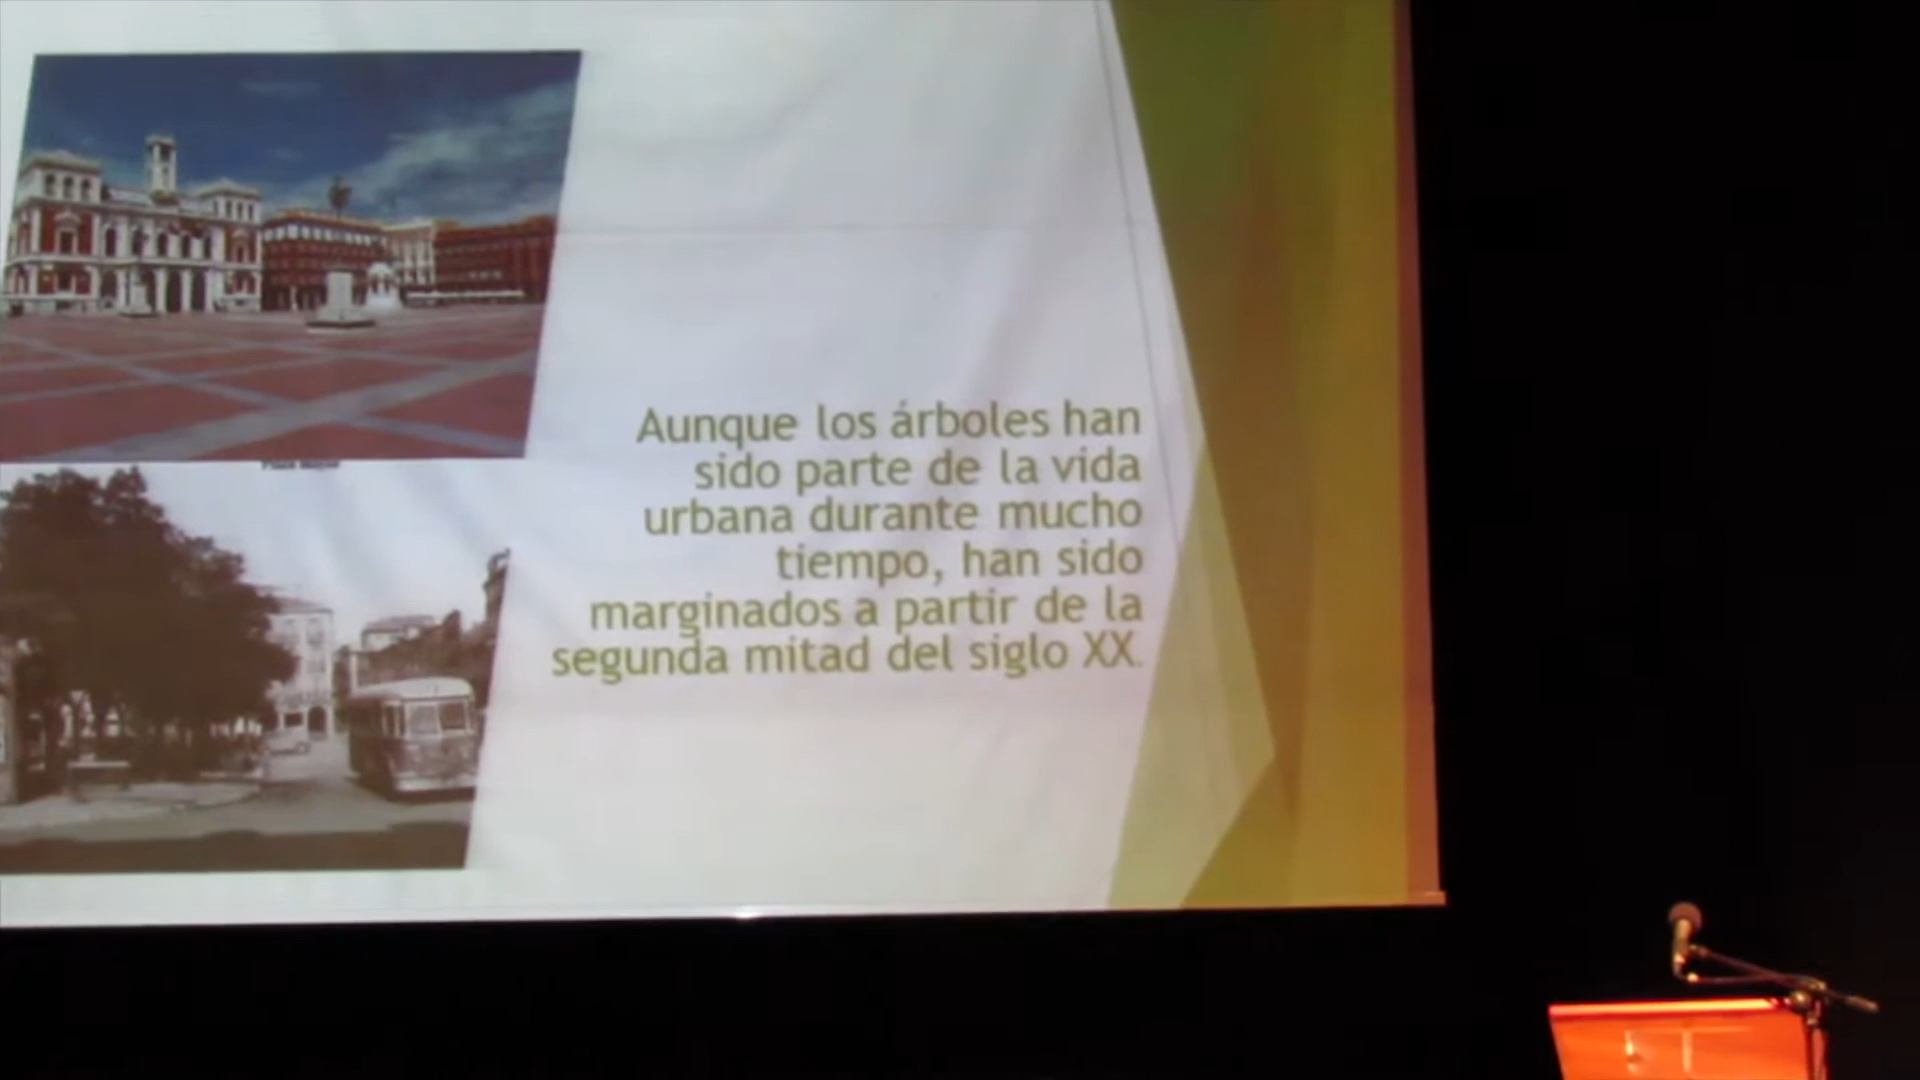 Aunque los árboles han
sido parte de la vida
urbana durante mucho
tiempo, han sido
marginados a partir de la
segunda mitad del siglo XX.